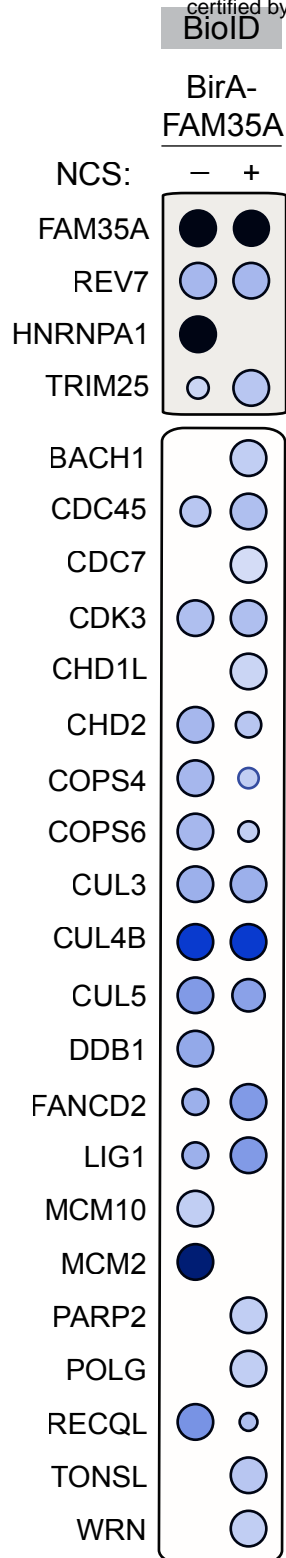 certified by
BioID
BirA-
FAM35A
NCS: – +
FAM35A
REV7
HNRNPA1
TRIM25
BACH1
CDC45
CDC7
CDK3
CHD1L
CHD2
COPS4
COPS6
CUL3
CUL4B
CUL5
DDB1
FANCD2
LIG1
MCM10
MCM2
PARP2
POLG
RECQL
TONSL
WRN